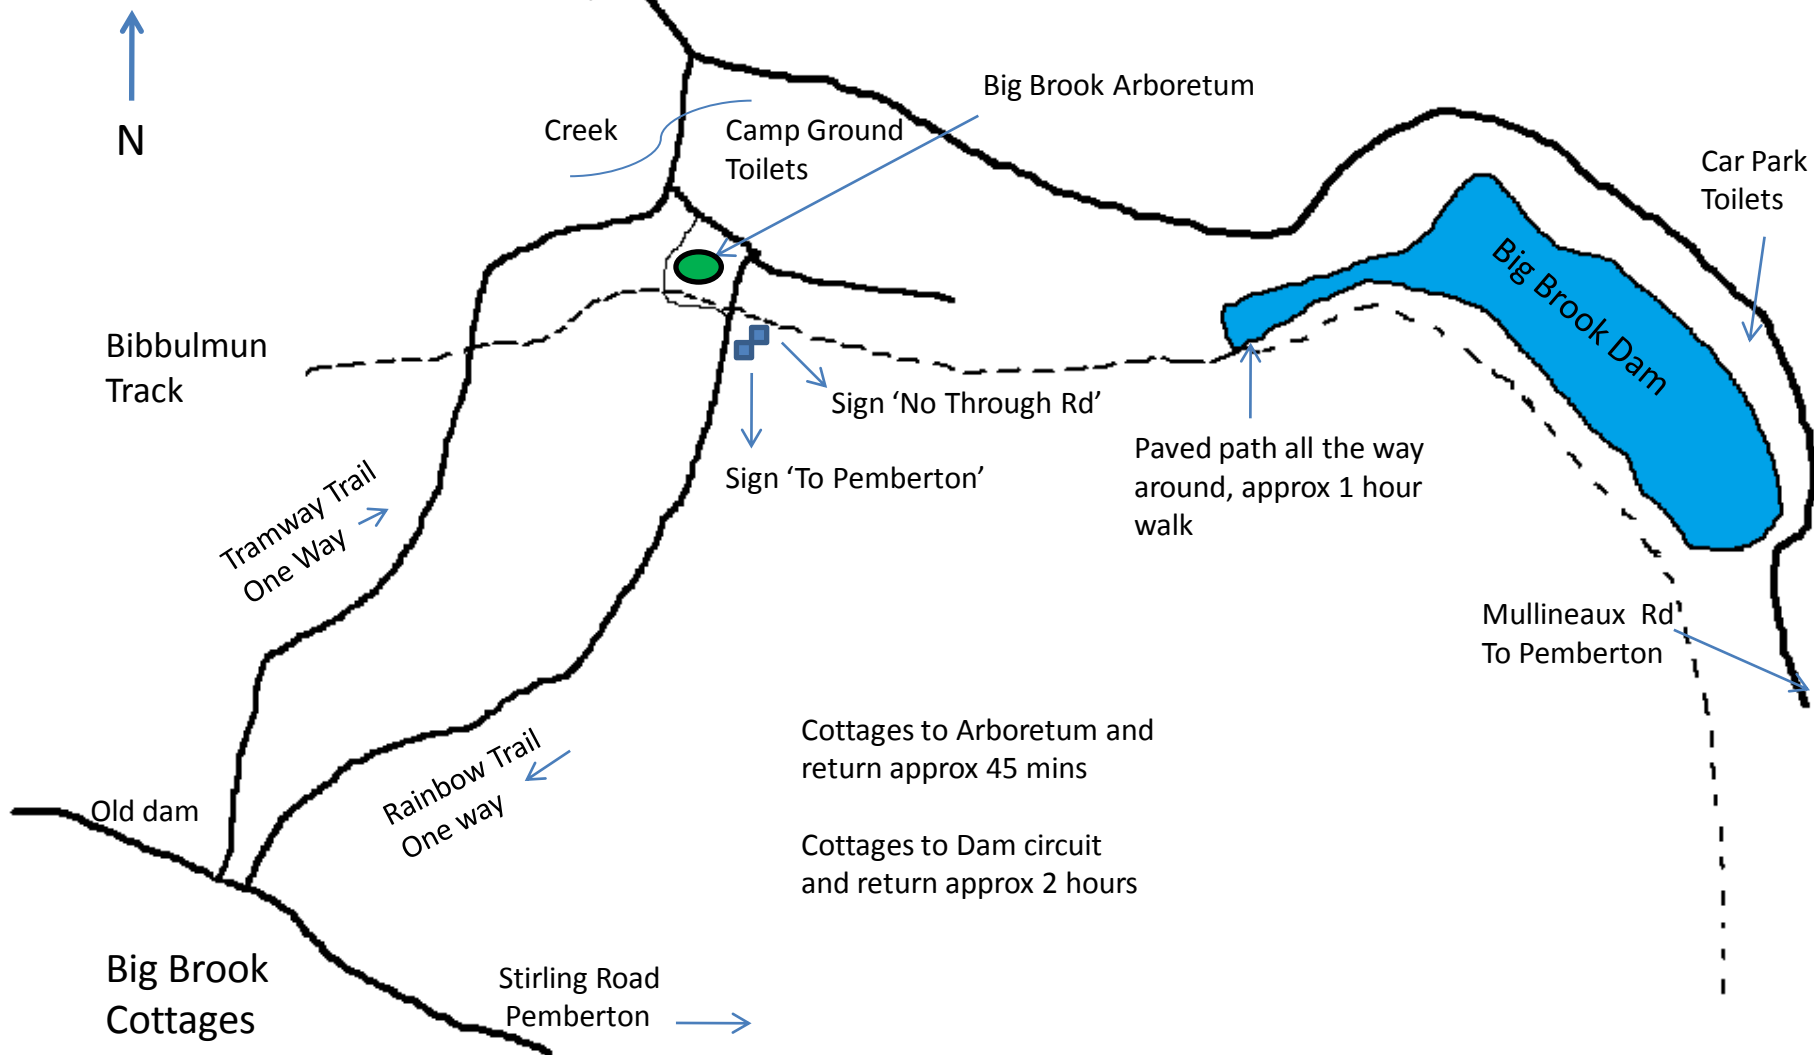 N
Big Brook Arboretum
Creek
Camp Ground
Toilets
Car Park
Toilets
Big Brook Dam
Bibbulmun
Track
Sign ‘No Through Rd’
Sign ‘To Pemberton’
Paved path all the way
around, approx 1 hour
walk
Tramway Trail
One Way
Mullineaux Rd
To Pemberton
Rainbow Trail
One way
Cottages to Arboretum and
return approx 45 mins
Old dam
Cottages to Dam circuit
and return approx 2 hours
Big Brook
Cottages
Stirling Road
Pemberton